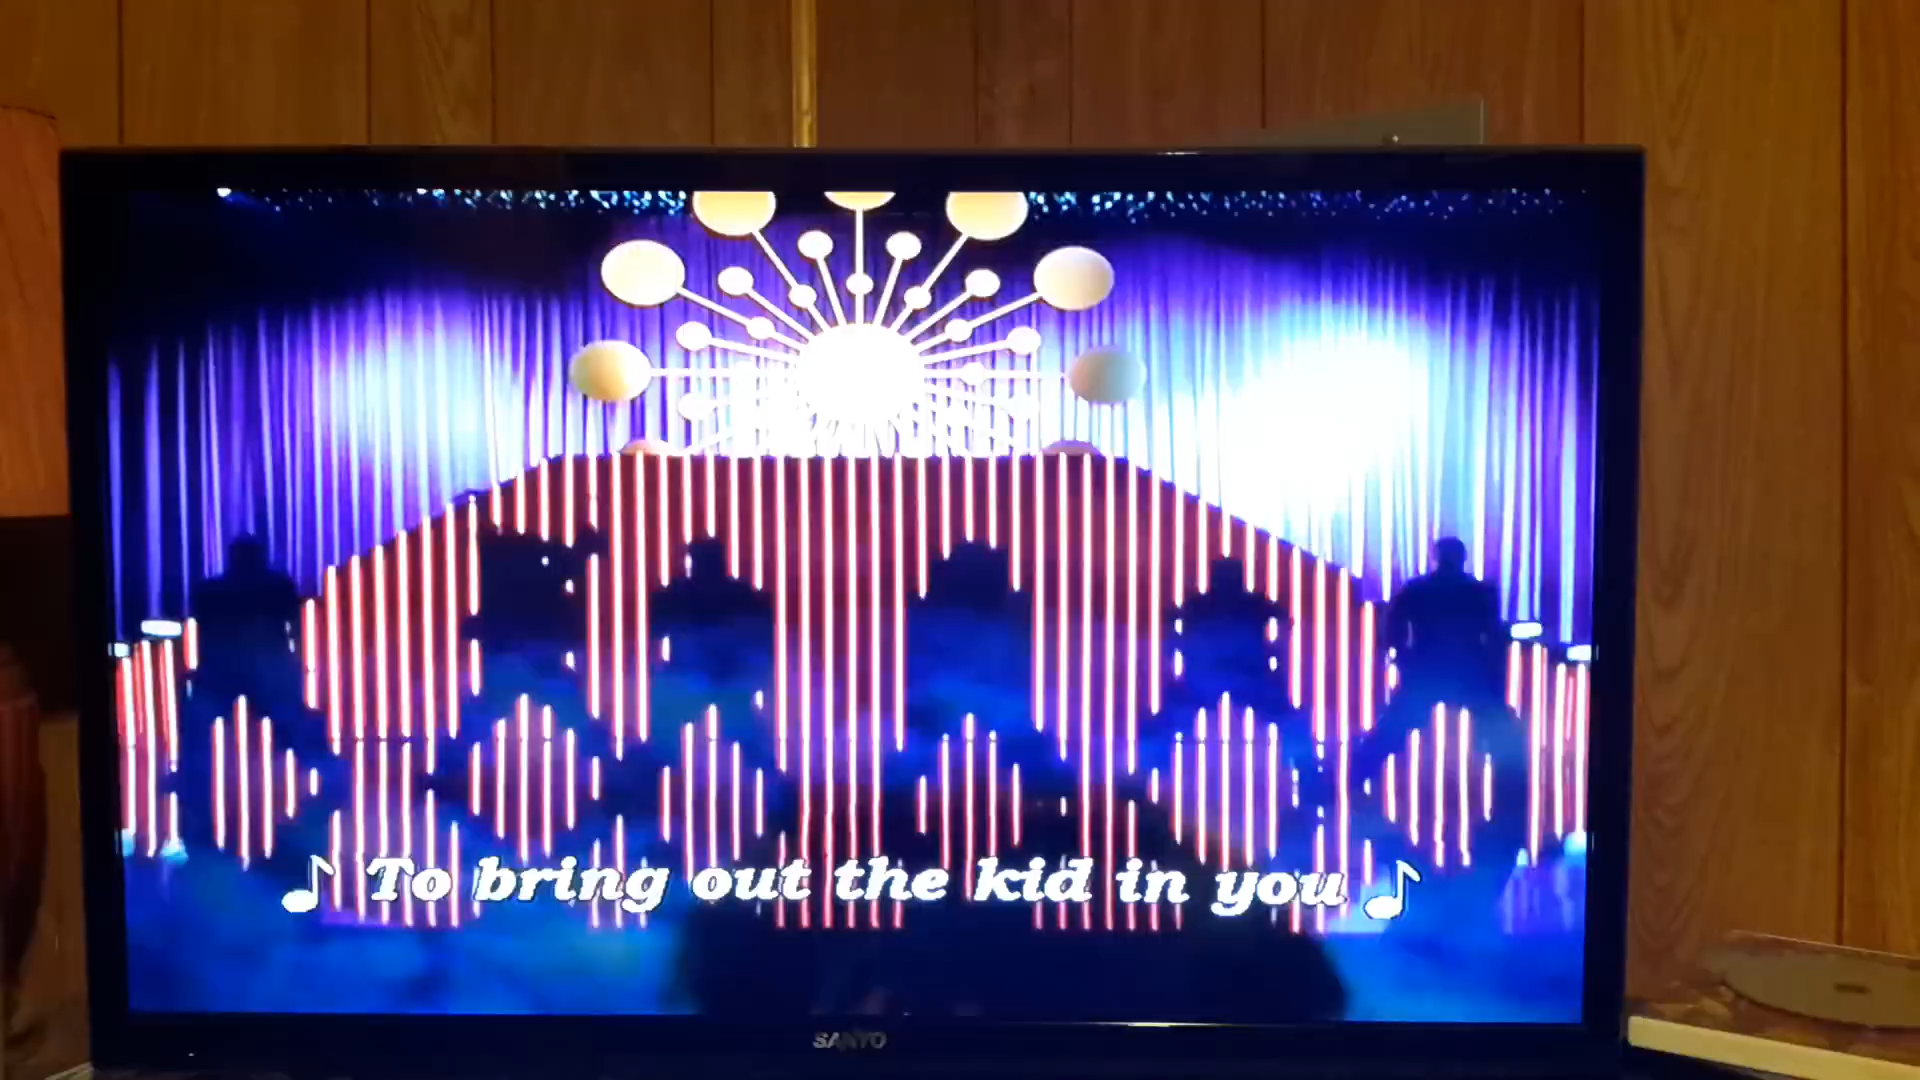 ♪ To bring out the kid in you ♪
SANYO